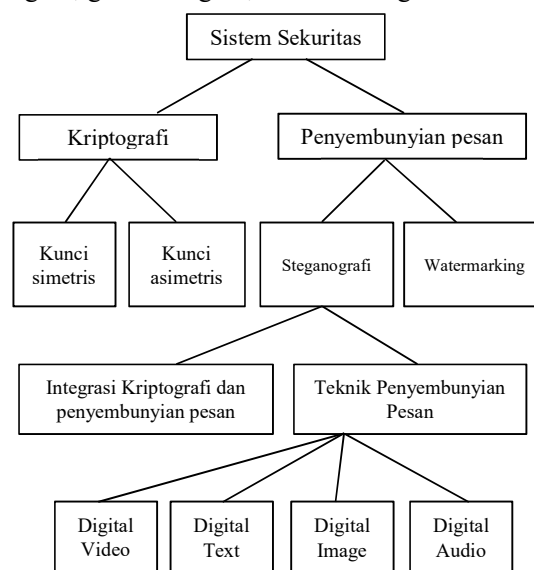 Sistem Sekuritas
Kriptografi
Penyembunyian pesan
Kunci
simetris
Kunci
asimetris
Steganografi
Watermarking
Integrasi Kriptografi dan
penyembunyian pesan
Teknik Penyembunyian
Pesan
Digital
Video
Digital
Text
Digital
Image
Digital
Audio